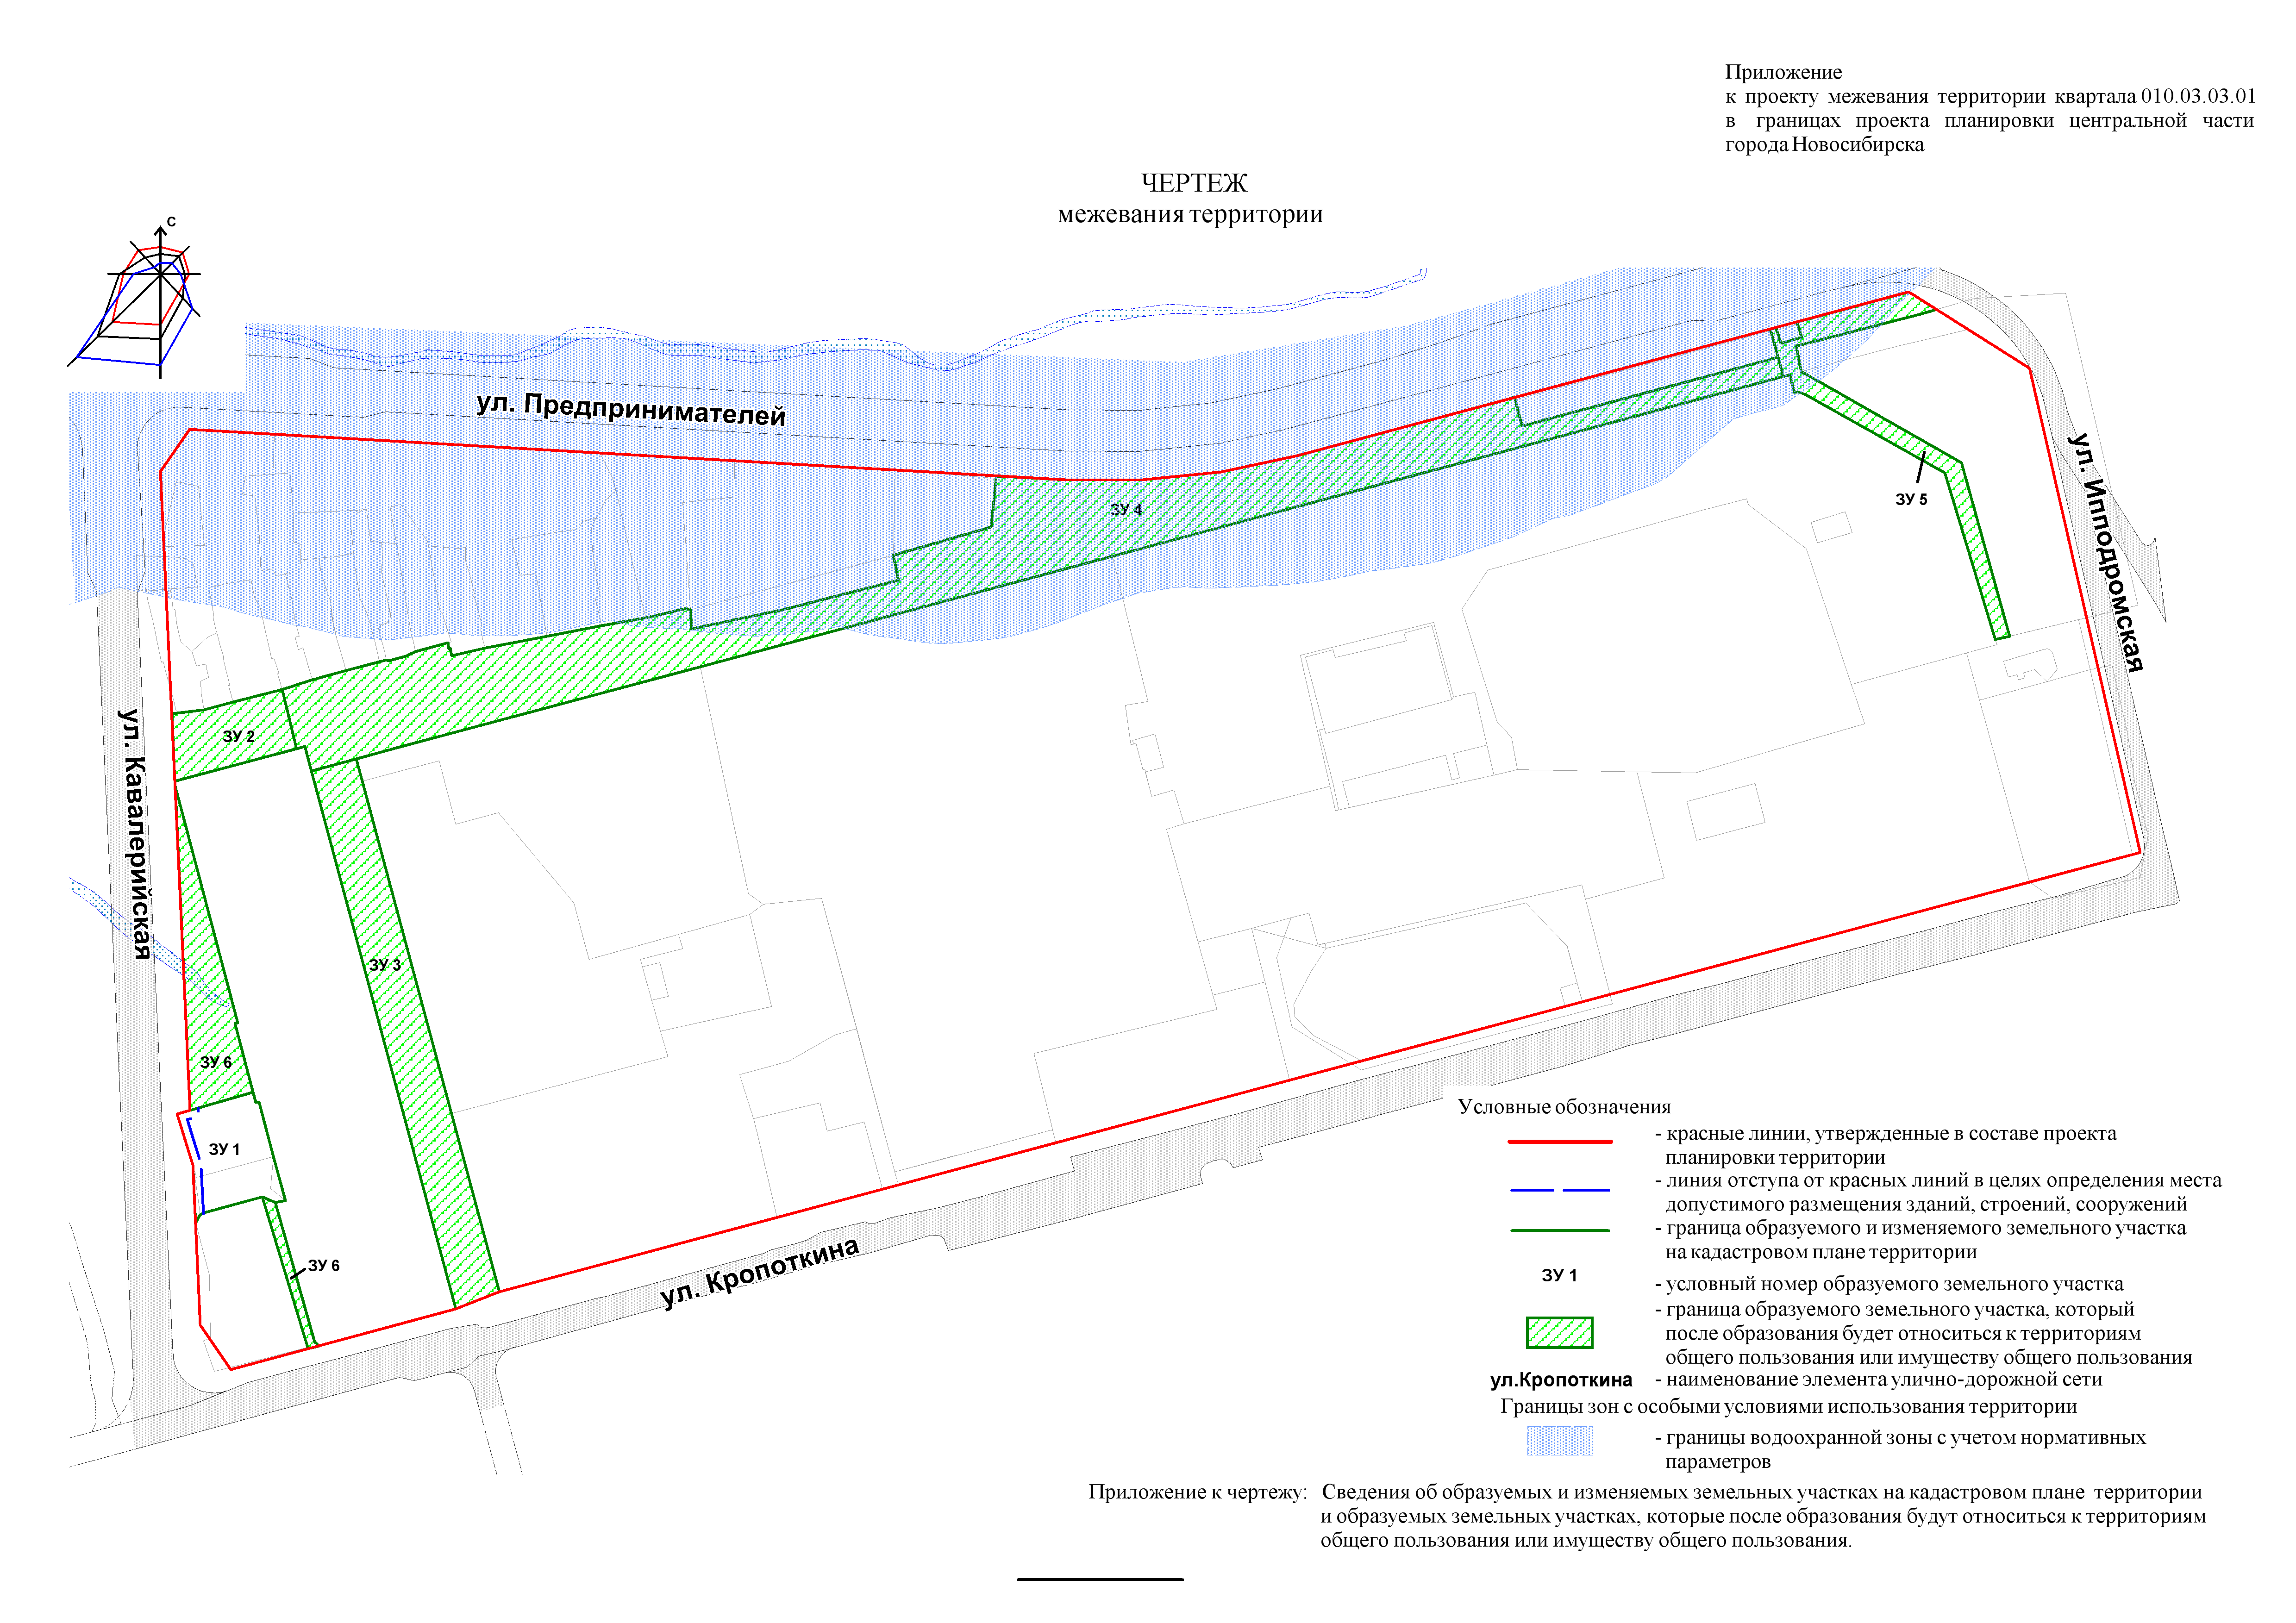 Приложение
к проекту межевания территории квартала 010.03.03.01
в границах проекта планировки центральной части
города Новосибирска
ЧЕРТЕЖ
межевания территории
С
ул. Предпринимателей
ЗУ 4
ЗУ 5
ул. Ипподромская
ЗУ 2
ул. Кавалерийская
ЗУ 3
ЗУ 6
ЗУ 1
ЗУ 6
ул. Кропоткина
Условные обозначения
- красные линии, утвержденные в составе проекта
планировки территории
- линия отступа от красных линий в целях определения места
допустимого размещения зданий, строений, сооружений
- граница образуемого и изменяемого земельного участка
на кадастровом плане территории
ЗУ 1 - условный номер образуемого земельного участка
- граница образуемого земельного участка, который
после образования будет относиться к территориям
общего пользования или имуществу общего пользования
ул.Кропоткина - наименование элемента улично-дорожной сети
Границы зон с особыми условиями использования территории
- границы водоохранной зоны с учетом нормативных
параметров
Приложение к чертежу: Сведения об образуемых и изменяемых земельных участках на кадастровом плане территории
и образуемых земельных участках, которые после образования будут относиться к территориям
общего пользования или имуществу общего пользования.